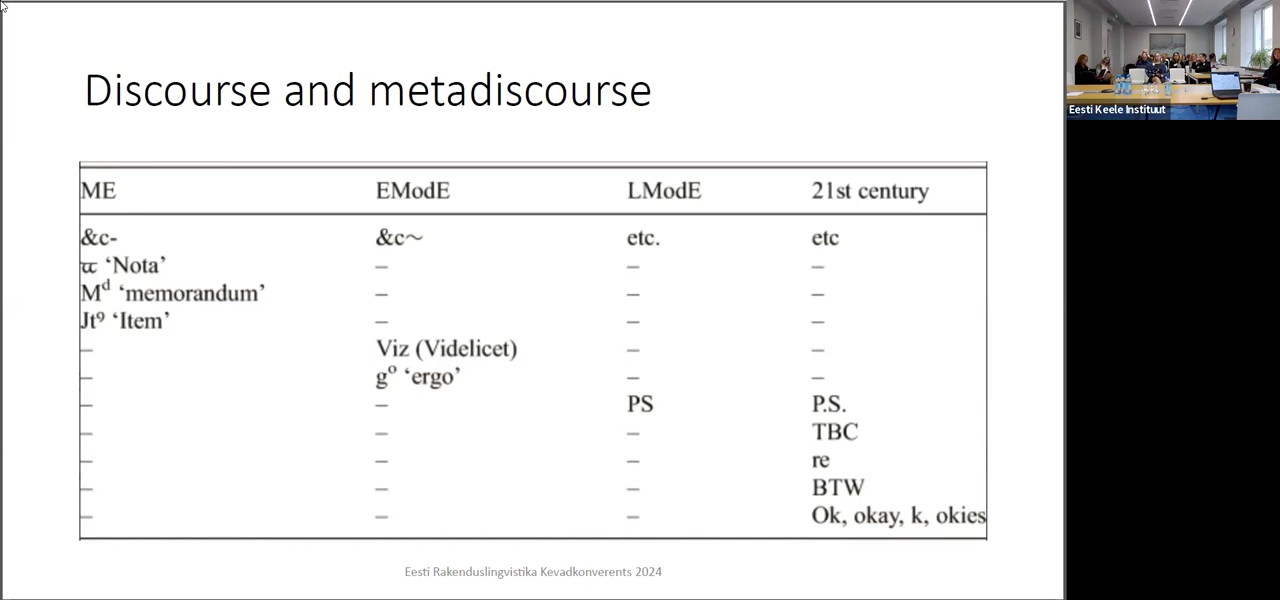 Discourse and metadiscourse
Eesti Keele Instituut
ME EModE LModE 21st century
&c- &c~ etc. etc
‘Nota’ – – –
Mᵈ ‘memorandum’ – – –
Jt⁹ ‘Item’ – – –
– Viz (Videlicet) – –
– gº ‘ergo’ – –
– – PS P.S.
– – – TBC
– – – re
– – – BTW
– – – Ok, okay, k, okies
Eesti Rakenduslingvistika Kevadkonverents 2024